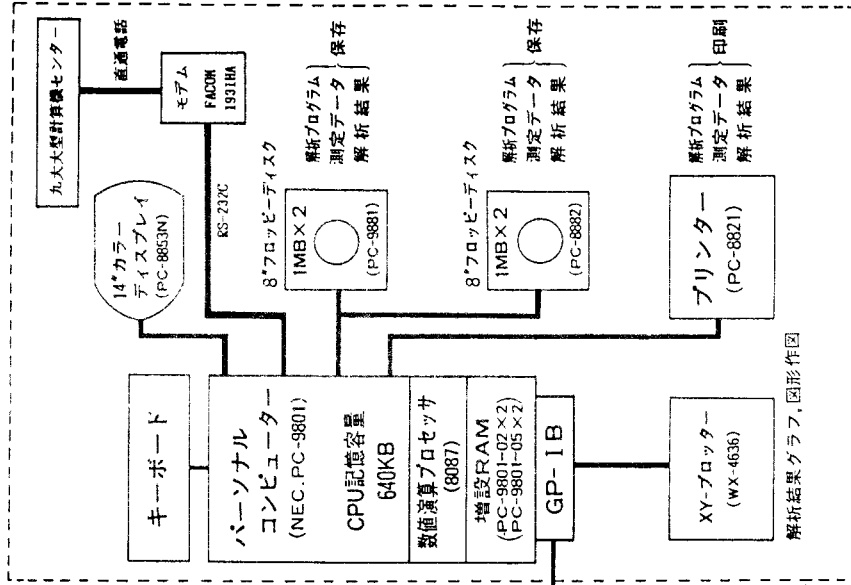 九大大型計算機センター
直通電話
モデム
FACOM
1931HA
RS-232C
14"カラー
ディスプレイ
(PC-8853N)
キーボード
パーソナル
コンピューター
(NEC.PC-9801)
CPU記憶容量
640KB
数値演算プロセッサ
(8087)
増設RAM
(PC-9801-02×2)
(PC-9801-05×2)
GP-IB
8"フロッピーディスク
1MB×2
(PC-9881)
解析プログラム
測定データ
解析結果
保存
8"フロッピーディスク
1MB×2
(PC-8882)
解析プログラム
測定データ
解析結果
保存
プリンター
(PC-8821)
解析プログラム
測定データ
解析結果
印刷
XY-プロッター
(WX-4636)
解析結果グラフ,図形作図